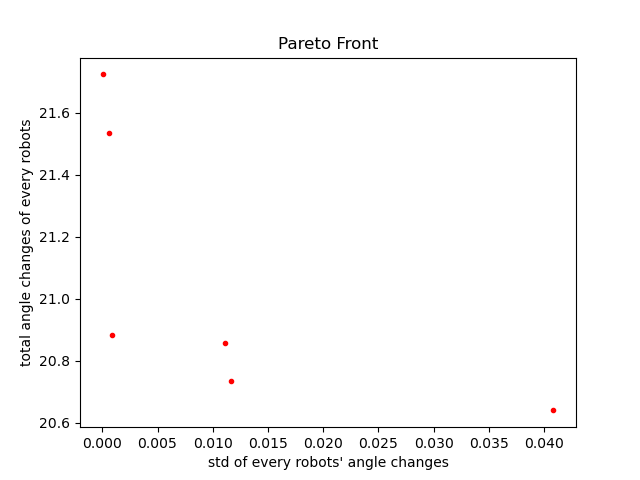 Pareto Front
total angle changes of every robots
21.6
21.4
21.2
21.0
20.8
20.6
0.000 0.005 0.010 0.015 0.020 0.025 0.030 0.035 0.040
std of every robots' angle changes